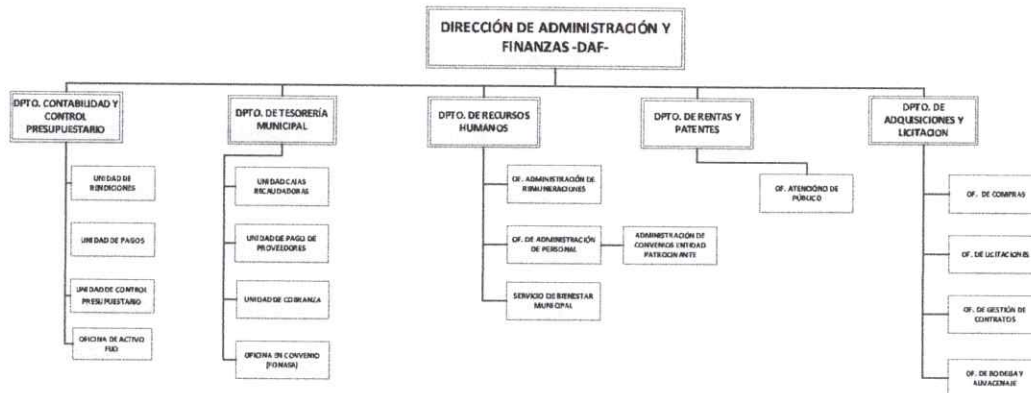 DIRECCIÓN DE ADMINISTRACIÓN Y
FINANZAS -DAF-
DPTO. CONTABILIDAD Y
CONTROL
PRESUPUESTARIO
DPTO. DE TESORERÍA
MUNICIPAL
DPTO. DE RECURSOS
HUMANOS
DPTO. DE RENTAS Y
PATENTES
DPTO. DE
ADQUISICIONES Y
LICITACION
UNIDAD DE
RENDICIONES
UNIDAD DE PAGOS
UNIDAD DE CONTROL
PRESUPUESTARIO
OFICINA DE ACTIVO
FIJO
UNIDAD CAJAS
RECAUDADORAS
UNIDAD DE PAGO DE
PROVEEDORES
UNIDAD DE COBRANZA
OFICINA EN CONVENIO
(FONASA)
OF. ADMINISTRACIÓN DE
REMUNERACIONES
OF. DE ADMINISTRACIÓN
DE PERSONAL
ADMINISTRACIÓN DE
CONVENIOS ENTIDAD
PATROCINANTE
SERVICIO DE BIENESTAR
MUNICIPAL
OF. ATENCIÓNO DE
PÚBLICO
OF. DE COMPRAS
OF. DE LICITACIONES
OF. DE GESTIÓN DE
CONTRATOS
OF. DE BODEGA Y
ALMACENAJE